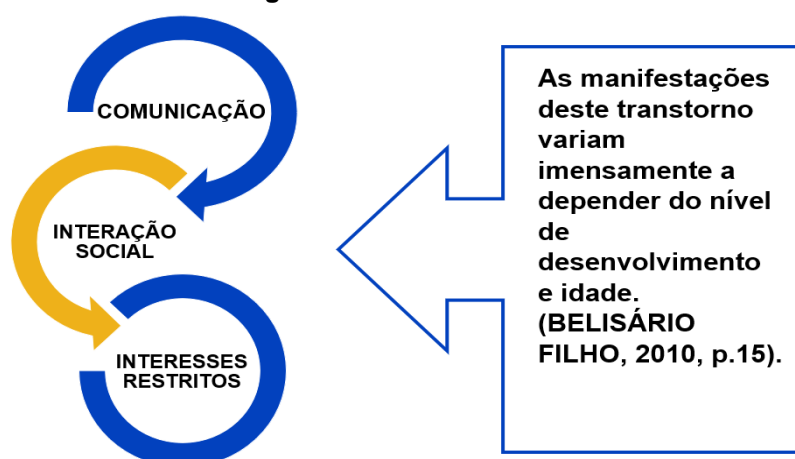 COMUNICAÇÃO
INTERAÇÃO
SOCIAL
INTERESSES
RESTRITOS
As manifestações
deste transtorno
variam
imensamente a
depender do nível
de
desenvolvimento
e idade.
(BELISÁRIO
FILHO, 2010, p.15).